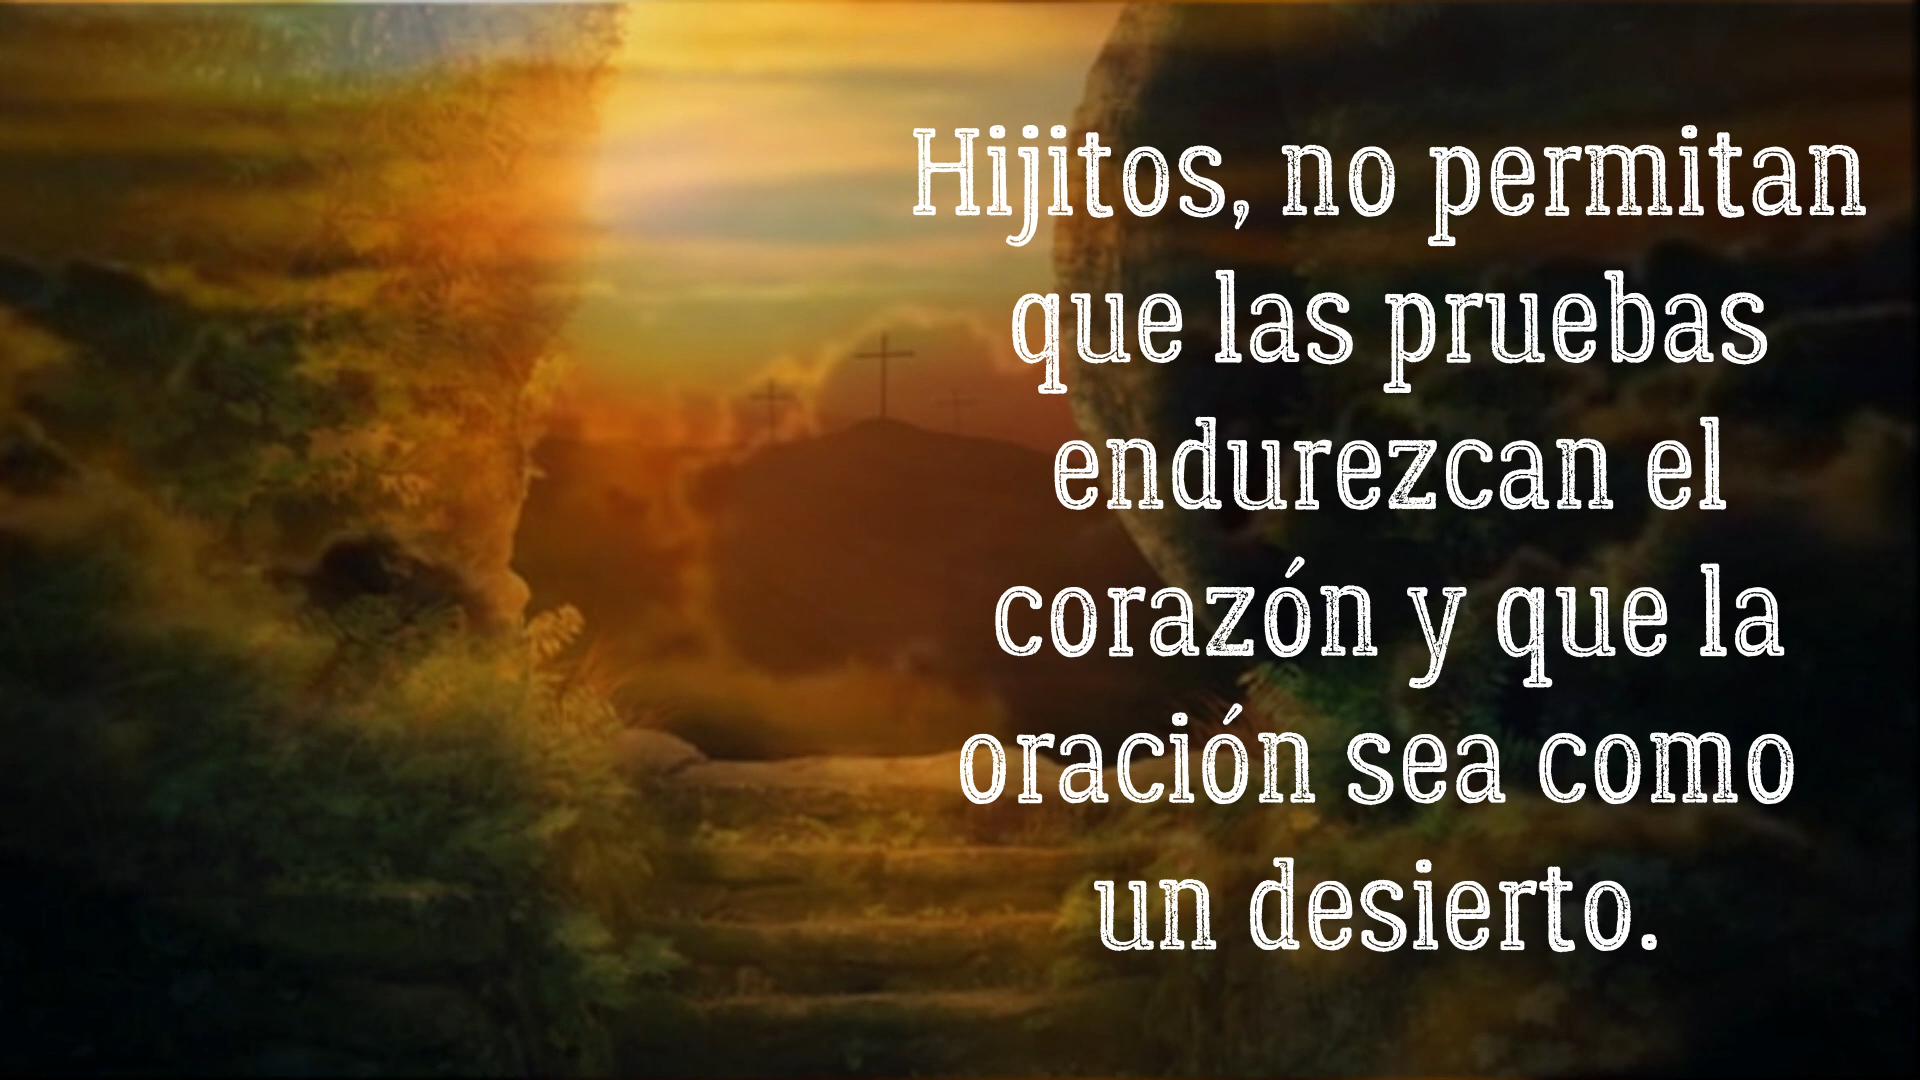 Hijitos, no permitan
que las pruebas
endurezcan el
corazón y que la
oración sea como
un desierto.